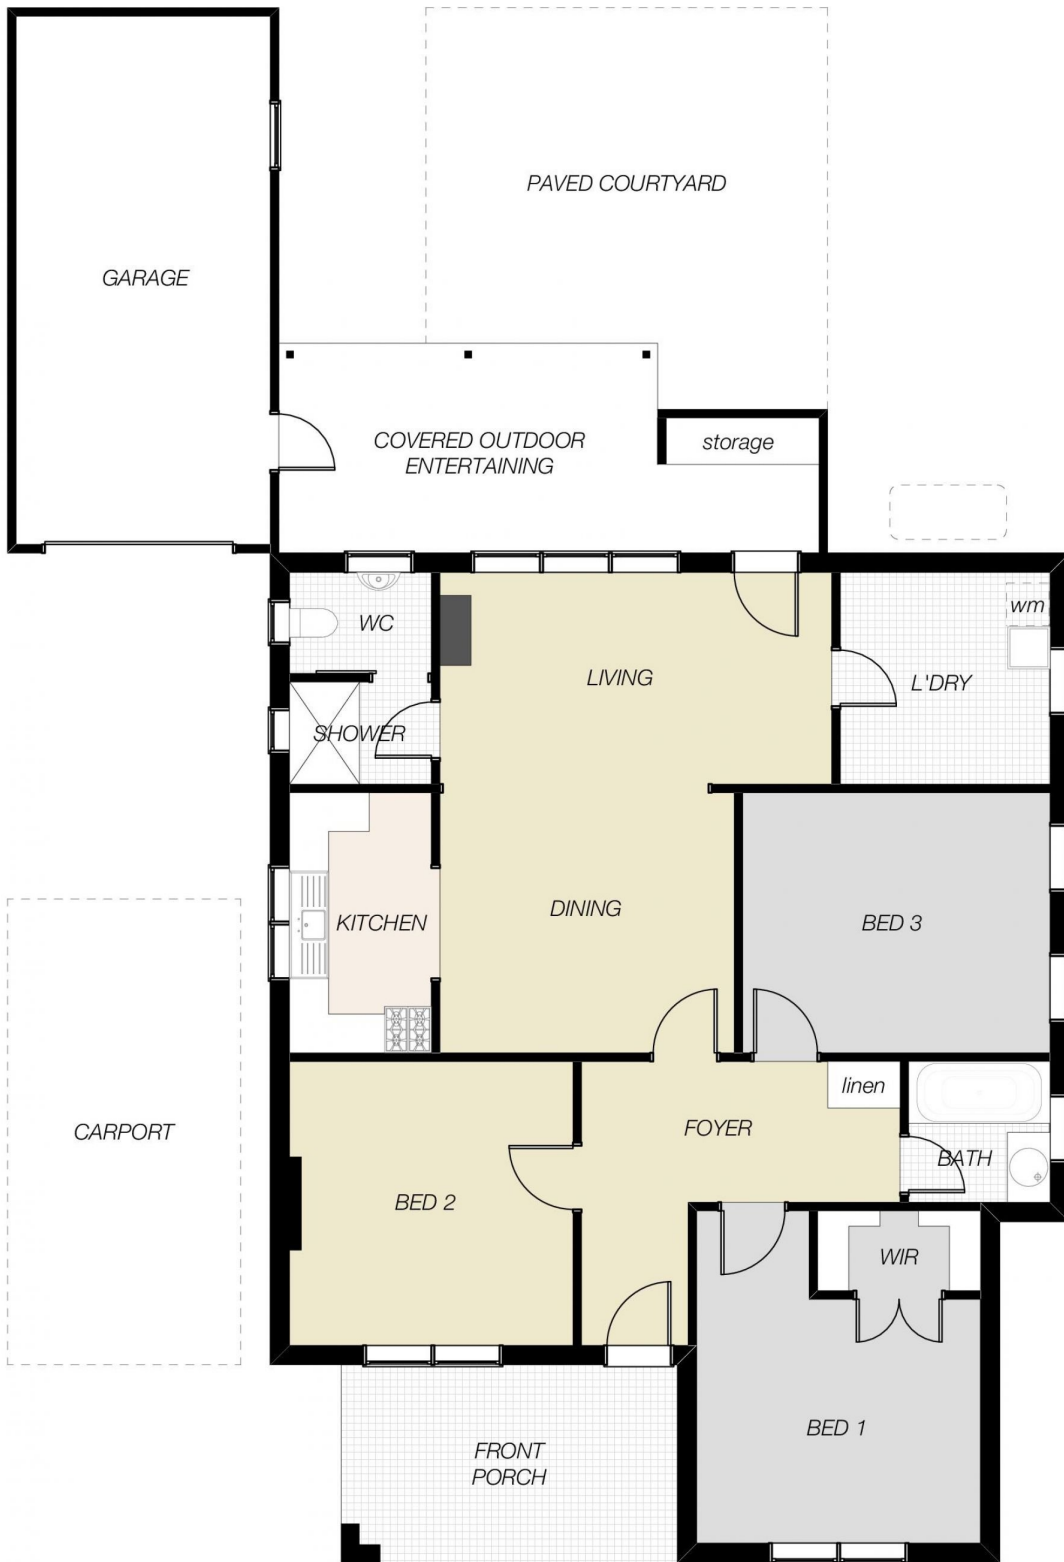 PAVED COURTYARD
GARAGE
COVERED OUTDOOR
ENTERTAINING
storage
WC
wm
LIVING
L'DRY
SHOWER
KITCHEN
DINING
BED 3
linen
CARPORT
FOYER
BATH
BED 2
WIR
BED 1
FRONT
PORCH